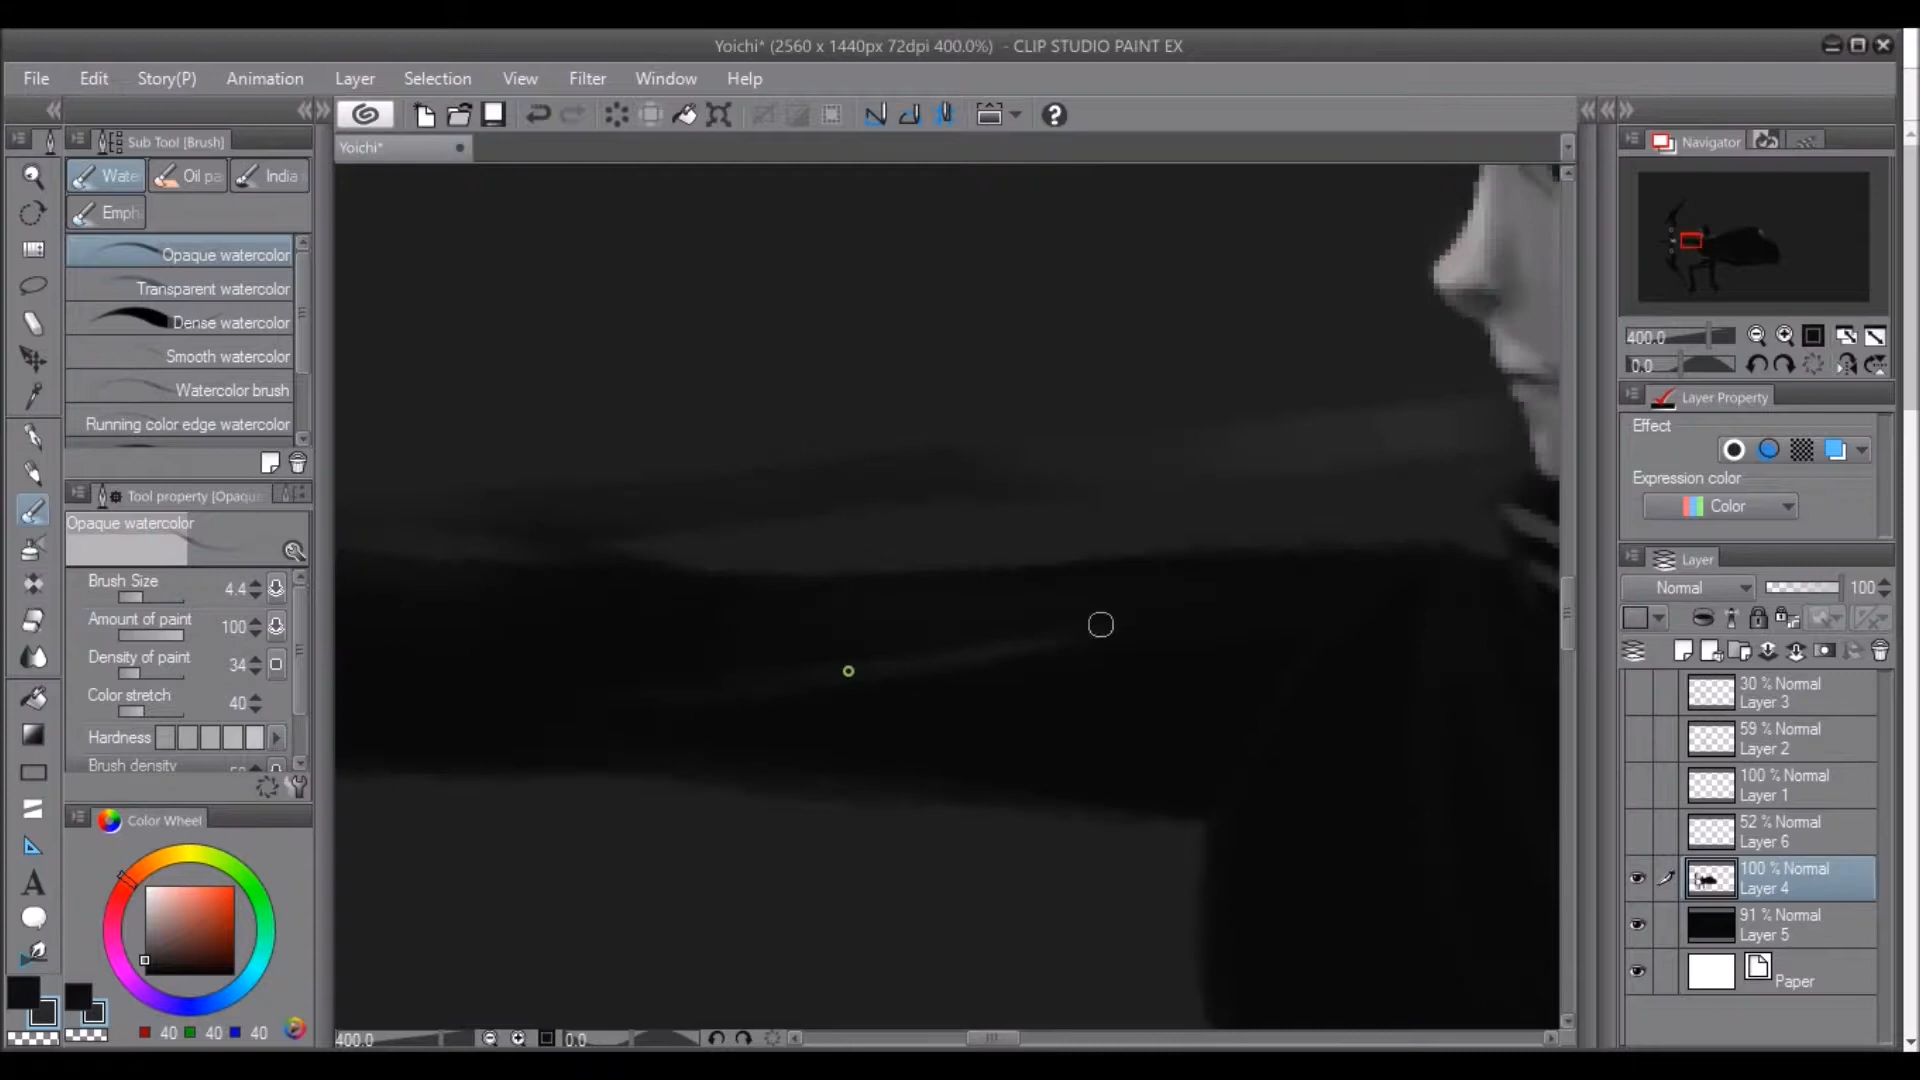 Yoichi* (2560 x 1440px 72dpi 400.0%) - CLIP STUDIO PAINT EX
File Edit Story(P) Animation Layer Selection View Filter Window Help
Sub Tool [Brush]
Yoichi*
Navigator
Wate Oil pa India
Emph
Opaque watercolor
Transparent watercolor
Dense watercolor
Smooth watercolor
Watercolor brush
Running color edge watercolor
400.0
0.0
Layer Property
Effect
Expression color
Color
Tool property [Opaque
Opaque watercolor
Brush Size 4.4
Amount of paint 100
Density of paint 34
Color stretch 40
Hardness
Brush density
Layer
Normal 100
30 % Normal
Layer 3
59 % Normal
Layer 2
100 % Normal
Layer 1
52 % Normal
Layer 6
100 % Normal
Layer 4
91 % Normal
Layer 5
Paper
Color Wheel
40 40 40
400.0 0.0